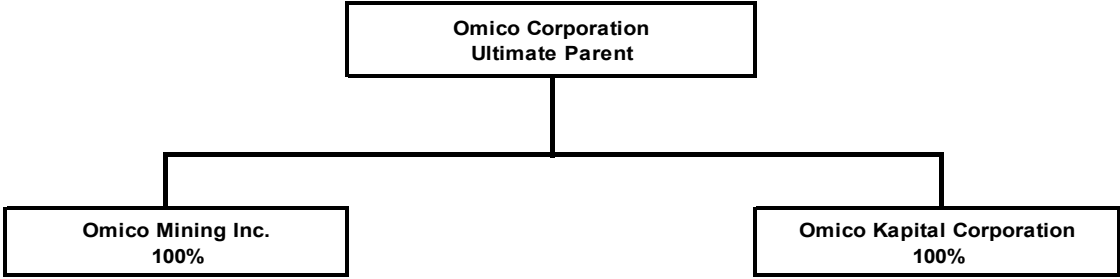 Omico Corporation
Ultimate Parent
Omico Mining Inc.
100%
Omico Kapital Corporation
100%